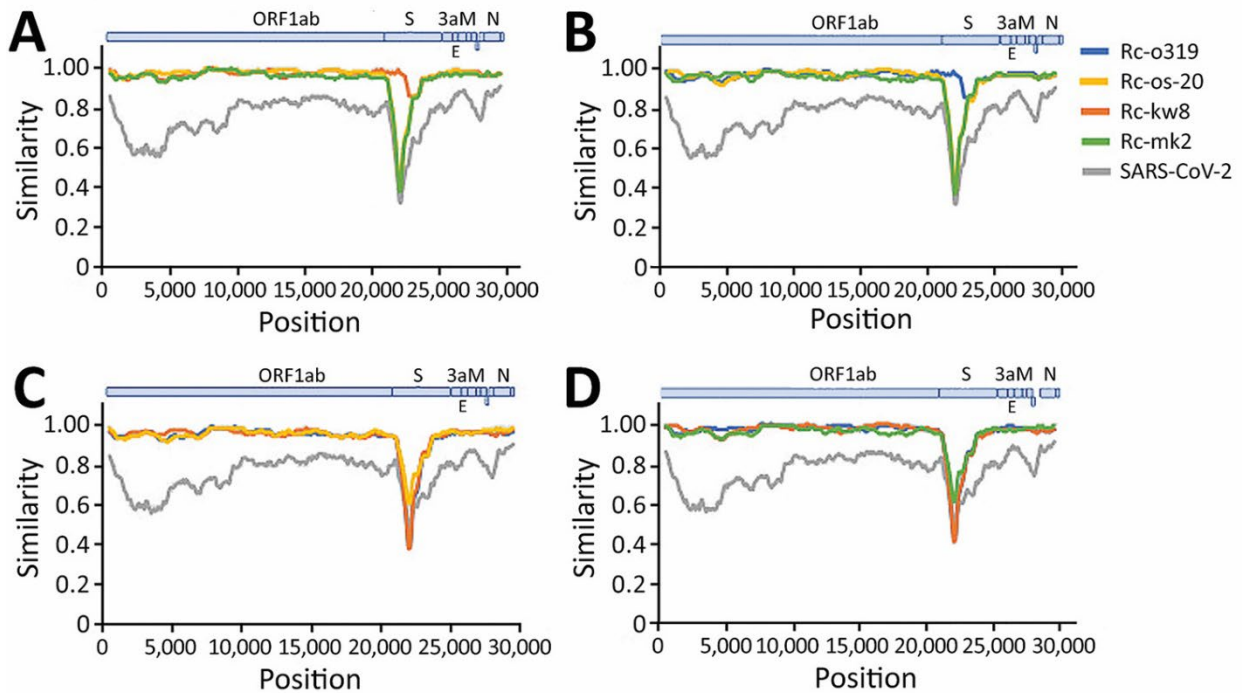 A
ORF1ab S 3aM N
E
1.00
0.8
0.6
0.4
0.2
0
Similarity
0 5,000 10,000 15,000 20,000 25,000 30,000
Position
B
ORF1ab S 3aM N
E
1.00
0.8
0.6
0.4
0.2
0
Similarity
0 5,000 10,000 15,000 20,000 25,000 30,000
Position
Rc-o319
Rc-os-20
Rc-kw8
Rc-mk2
SARS-CoV-2
C
ORF1ab S 3aM N
E
1.00
0.8
0.6
0.4
0.2
0
Similarity
0 5,000 10,000 15,000 20,000 25,000 30,000
Position
D
ORF1ab S 3aM N
E
1.00
0.8
0.6
0.4
0.2
0
Similarity
0 5,000 10,000 15,000 20,000 25,000 30,000
Position